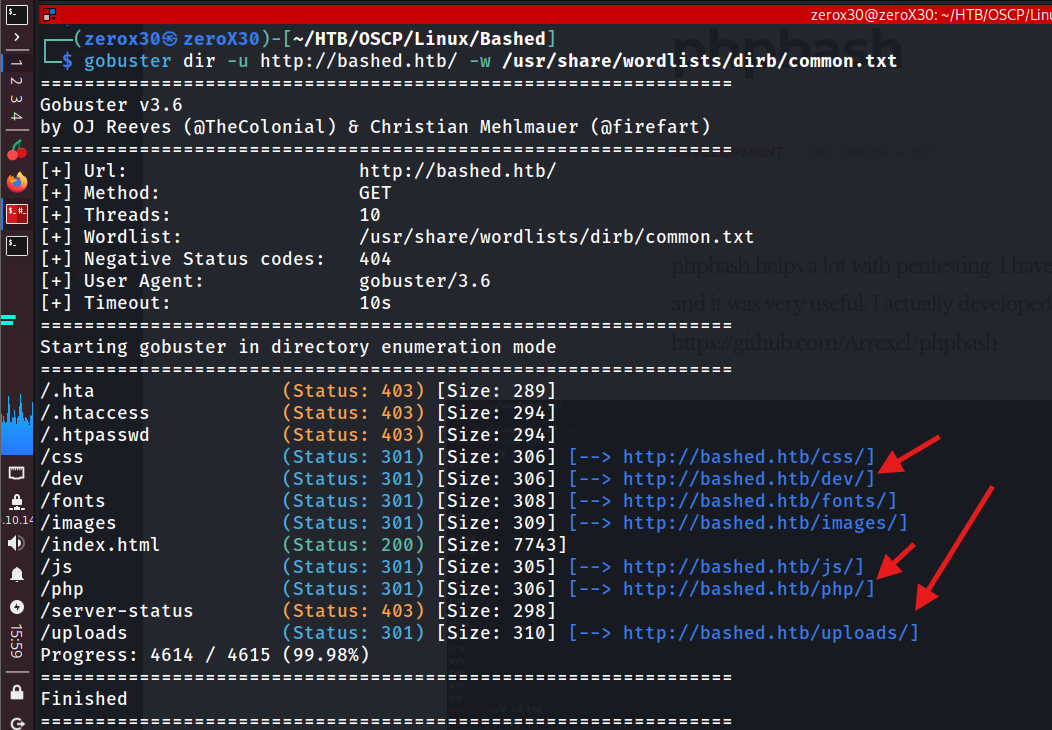 zerox30@zeroX30: ~/HTB/OSCP/Linu
┌──(zerox30㉿zeroX30)-[~/HTB/OSCP/Linux/Bashed]
└─$ gobuster dir -u http://bashed.htb/ -w /usr/share/wordlists/dirb/common.txt
===============================================================
Gobuster v3.6
by OJ Reeves (@TheColonial) & Christian Mehlmauer (@firefart)
===============================================================
[+] Url:                     http://bashed.htb/
[+] Method:                  GET
[+] Threads:                 10
[+] Wordlist:                /usr/share/wordlists/dirb/common.txt
[+] Negative Status codes:   404
[+] User Agent:              gobuster/3.6
[+] Timeout:                 10s
===============================================================
Starting gobuster in directory enumeration mode
===============================================================
/.hta                 (Status: 403) [Size: 289]
/.htaccess            (Status: 403) [Size: 294]
/.htpasswd            (Status: 403) [Size: 294]
/css                  (Status: 301) [Size: 306] [--> http://bashed.htb/css/]
/dev                  (Status: 301) [Size: 306] [--> http://bashed.htb/dev/]
/fonts                (Status: 301) [Size: 308] [--> http://bashed.htb/fonts/]
/images               (Status: 301) [Size: 309] [--> http://bashed.htb/images/]
/index.html           (Status: 200) [Size: 7743]
/js                   (Status: 301) [Size: 305] [--> http://bashed.htb/js/]
/php                  (Status: 301) [Size: 306] [--> http://bashed.htb/php/]
/server-status        (Status: 403) [Size: 298]
/uploads              (Status: 301) [Size: 310] [--> http://bashed.htb/uploads/]
Progress: 4614 / 4615 (99.98%)
===============================================================
Finished
===============================================================
phpbash
DEVELOPMENT
phpbash helps a lot with pentesting. I have
and it was very useful. I actually developed
https://github.com/Arrexel/phpbash
1
2
3
4
.10.14
15:59